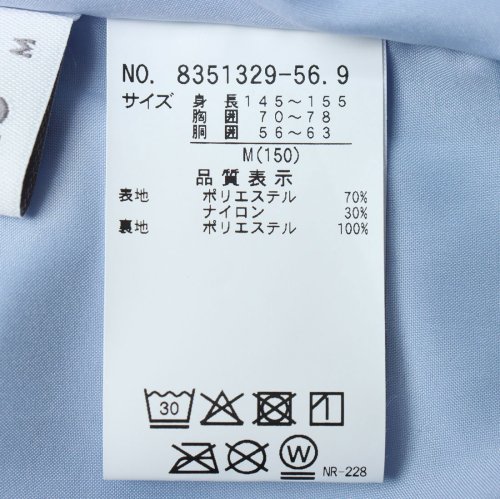 M
NO. 8351329-56.9
サイズ 身長 145～155
胸囲 70～78
胴囲 56～63
M(150)
品質表示
表地 ポリエステル 70%
ナイロン 30%
裏地 ポリエステル 100%
30
W
NR-228